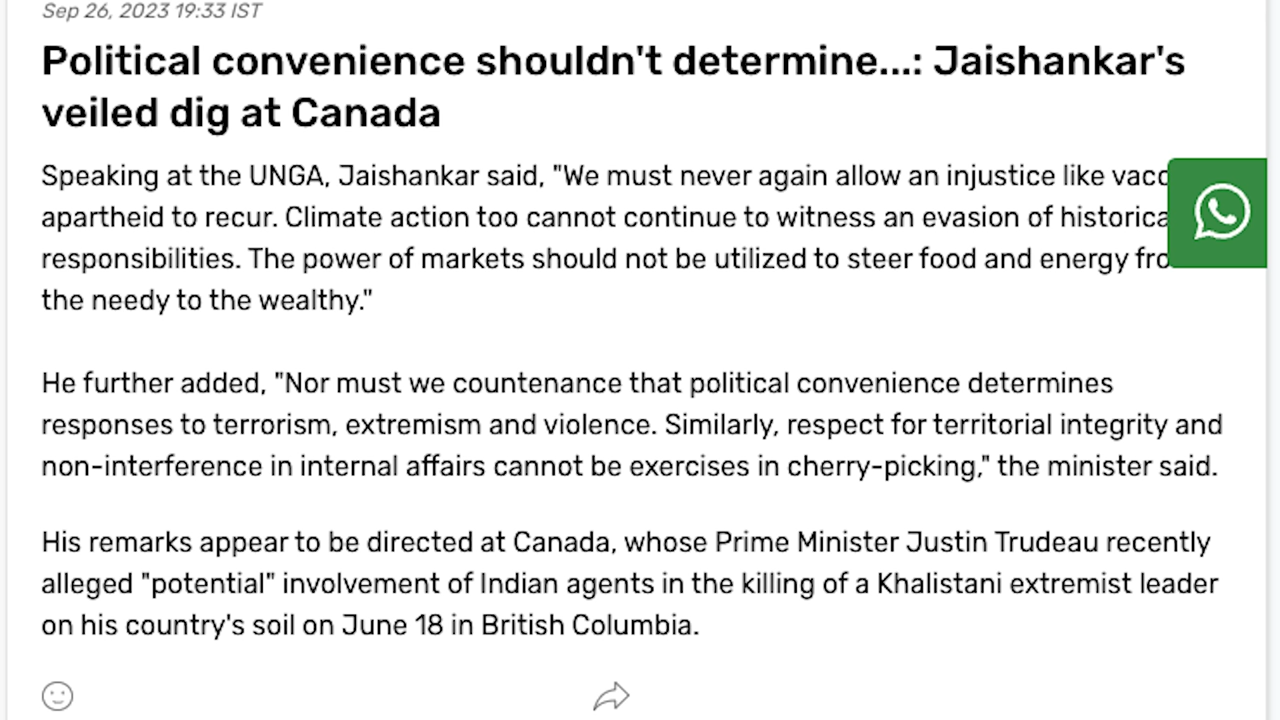 Sep 26, 2023 19:33 IST
Political convenience shouldn't determine...: Jaishankar's
veiled dig at Canada
Speaking at the UNGA, Jaishankar said, "We must never again allow an injustice like
apartheid to recur. Climate action too cannot continue to witness an evasion of
responsibilities. The power of markets should not be utilized to steer food and energy
the needy to the wealthy."
He further added, "Nor must we countenance that political convenience determines
responses to terrorism, extremism and violence. Similarly, respect for territorial integrity and
non-interference in internal affairs cannot be exercises in cherry-picking," the minister said.
His remarks appear to be directed at Canada, whose Prime Minister Justin Trudeau recently
alleged "potential" involvement of Indian agents in the killing of a Khalistani extremist leader
on his country's soil on June 18 in British Columbia.